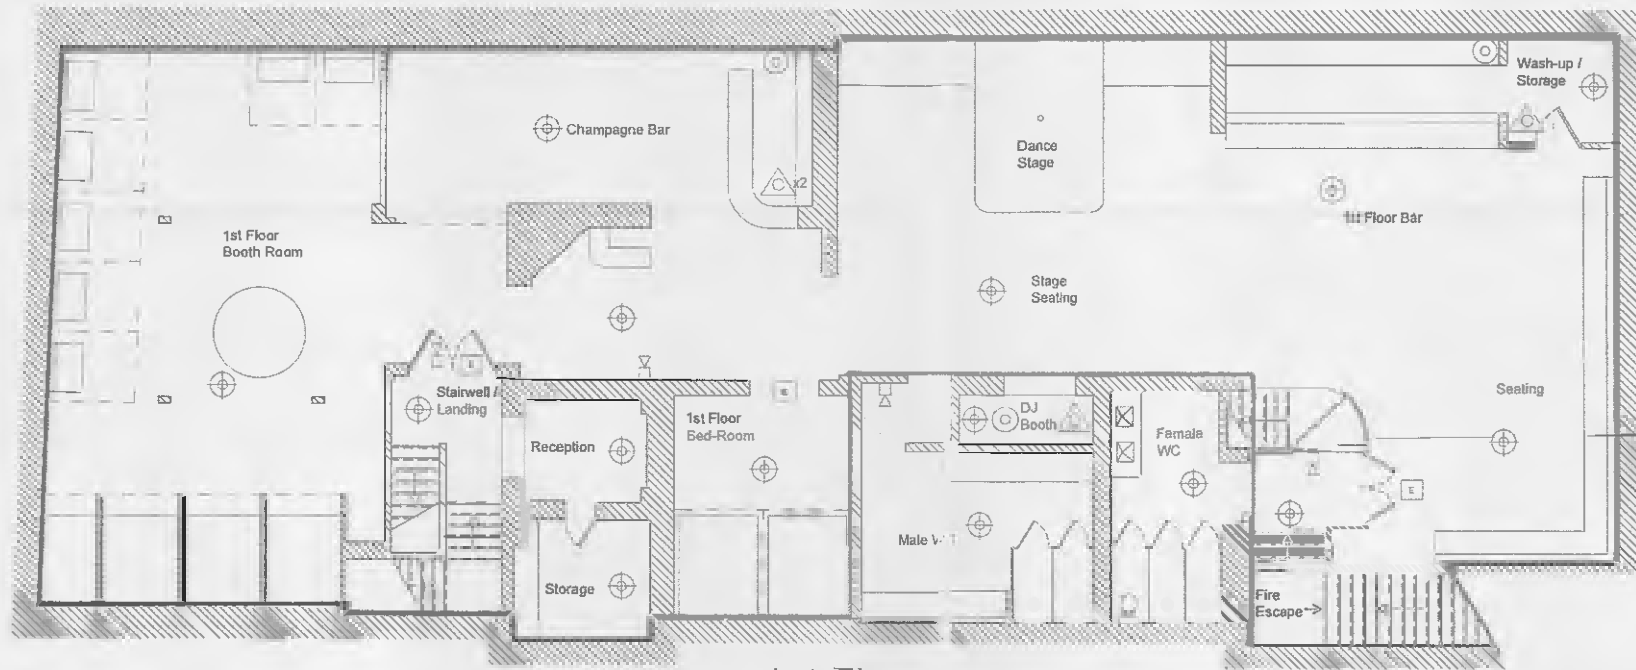 Wash-up /
Storage
Champagne Bar
C x2
Dance
Stage
Floor Bar
1st Floor
Booth Room
Stage
Seating
Stairwell /
Landing
Seating
1st Floor
Bed-Room
DJ
Booth
Female
WC
Reception
E
Male
Storage
Fire
Escape→